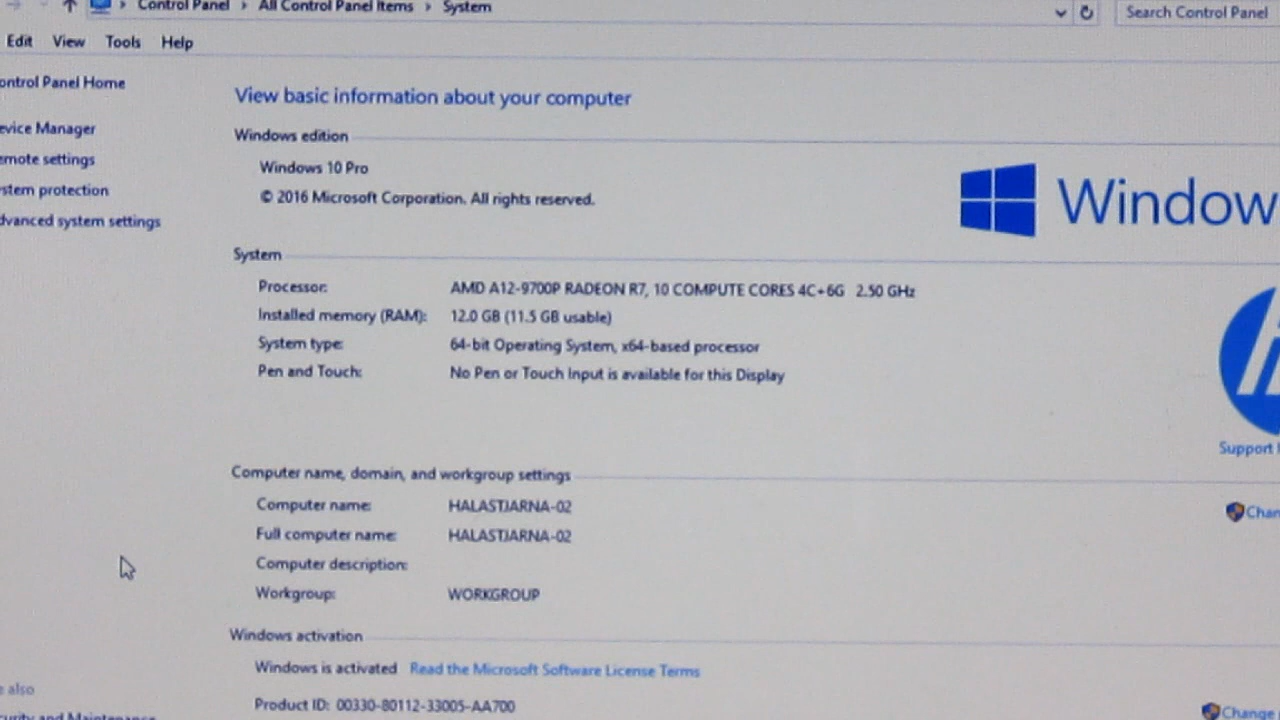 Control Panel › All Control Panel Items › System
Search Control Panel
Edit View Tools Help
ontrol Panel Home
evice Manager
emote settings
stem protection
dvanced system settings
View basic information about your computer
Windows edition
Windows 10 Pro
© 2016 Microsoft Corporation. All rights reserved.
Window
System
Processor: AMD A12-9700P RADEON R7, 10 COMPUTE CORES 4C+6G 2.50 GHz
Installed memory (RAM): 12.0 GB (11.5 GB usable)
System type: 64-bit Operating System, x64-based processor
Pen and Touch: No Pen or Touch Input is available for this Display
Support
Computer name, domain, and workgroup settings
Computer name: HALASTJARNA-02
Chan
Full computer name: HALASTJARNA-02
Computer description:
Workgroup: WORKGROUP
Windows activation
Windows is activated Read the Microsoft Software License Terms
Product ID: 00330-80112-33005-AA700
Change
e also
curity and Maintenance